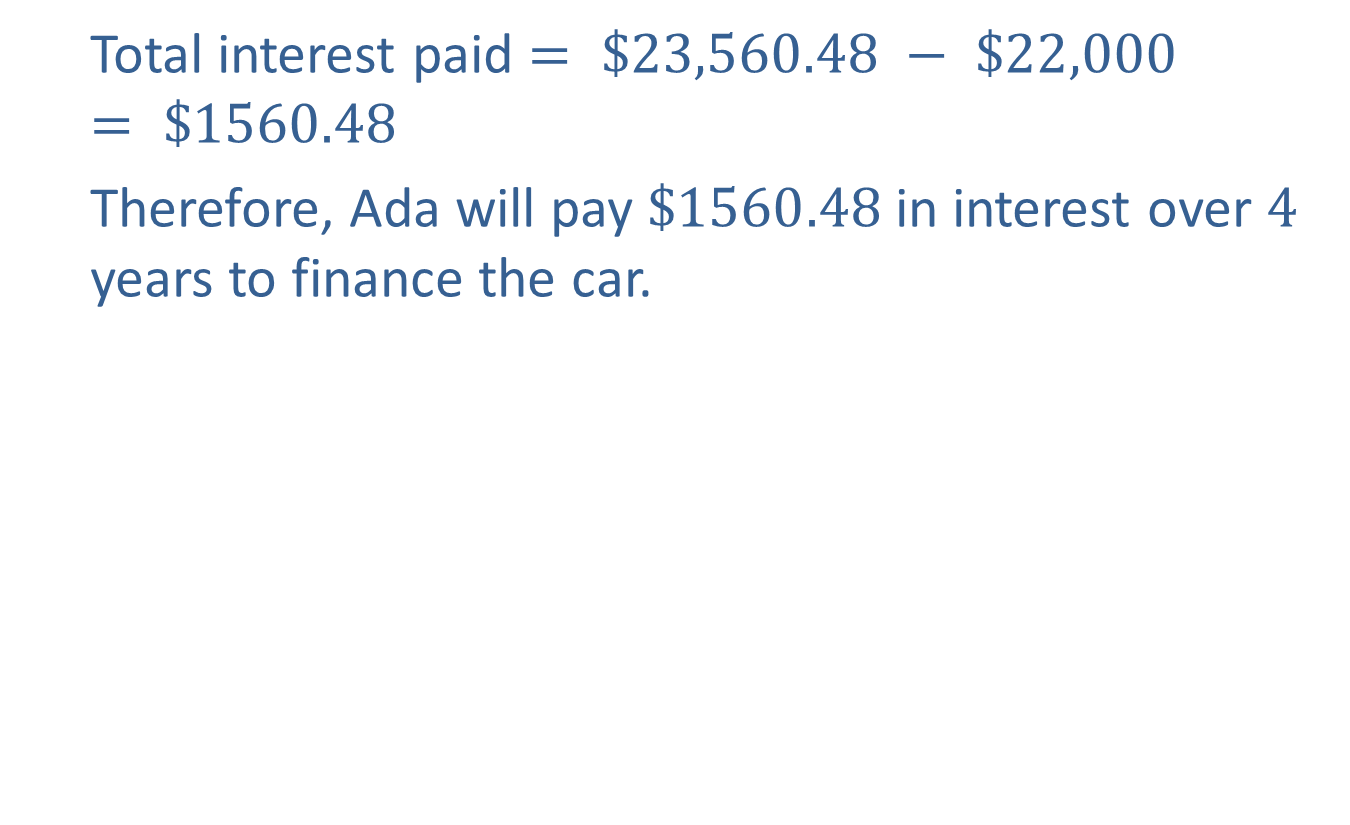 Total interest paid = $23,560.48 − $22,000
= $1560.48
Therefore, Ada will pay $1560.48 in interest over 4
years to finance the car.